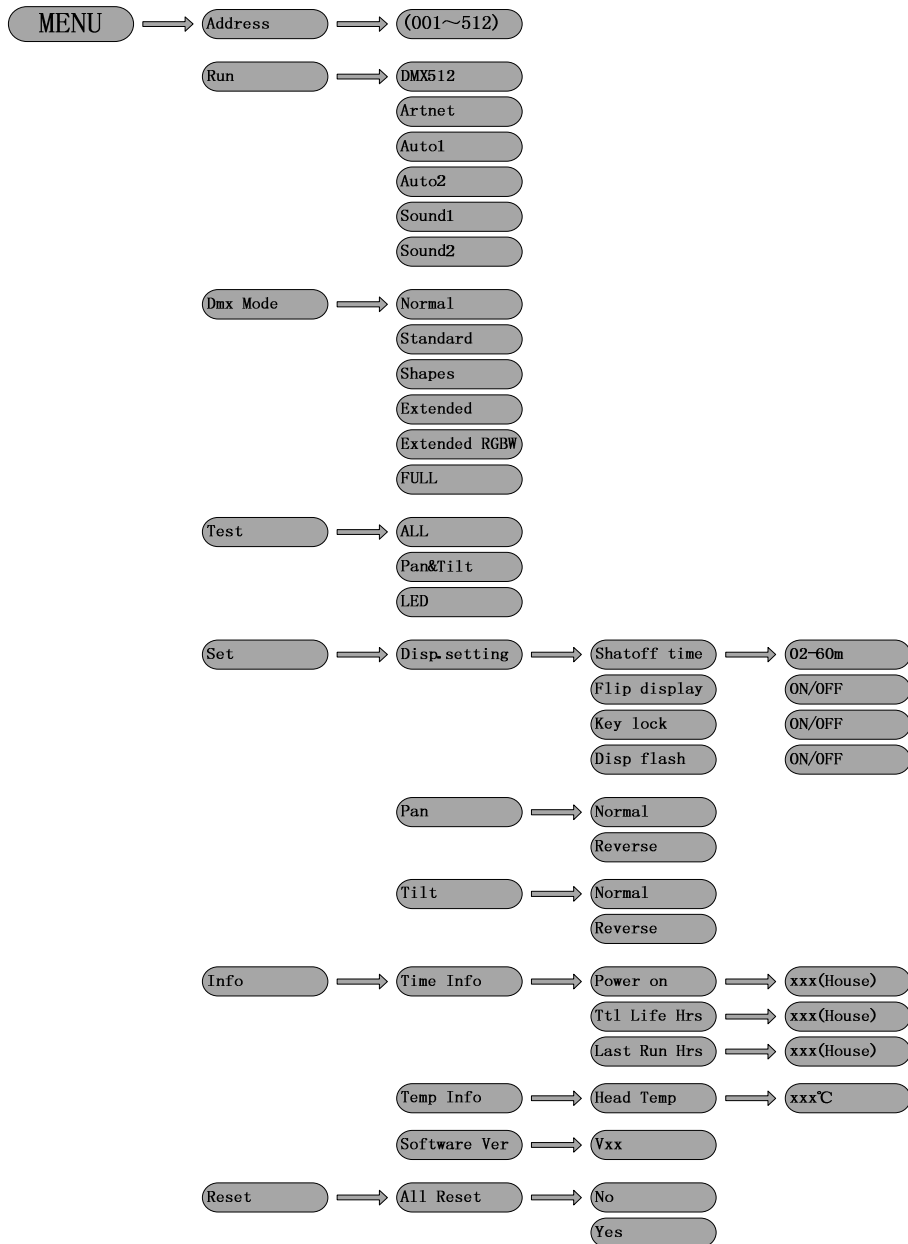 MENU Address (001～512)
Run DMX512
Artnet
Auto1
Auto2
Sound1
Sound2
Dmx Mode Normal
Standard
Shapes
Extended
Extended RGBW
FULL
Test ALL
Pan&Tilt
LED
Set Disp.setting Shatoff time 02-60m
Flip display ON/OFF
Key lock ON/OFF
Disp flash ON/OFF
Pan Normal
Reverse
Tilt Normal
Reverse
Info Time Info Power on xxx(House)
Ttl Life Hrs xxx(House)
Last Run Hrs xxx(House)
Temp Info Head Temp xxx℃
Software Ver Vxx
Reset All Reset No
Yes